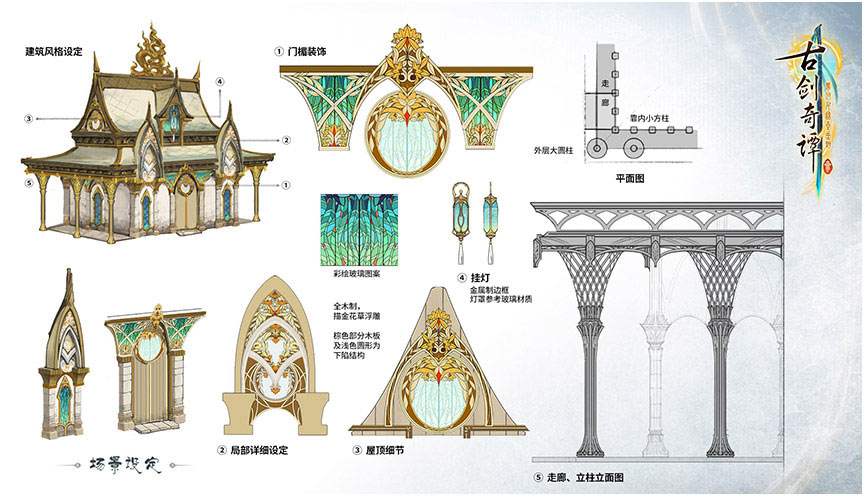 建筑风格设定
① 门楣装饰
④
③
②
⑤
①
走
廊
靠内小方柱
外层大圆柱
平面图
古剑奇谭
彩绘玻璃图案
④ 挂灯
金属制边框
灯罩参考玻璃材质
全木制，
描金花草浮雕
棕色部分木板
及浅色圆形为
下陷结构
② 局部详细设定
③ 屋顶细节
场景设定
⑤ 走廊、立柱立面图